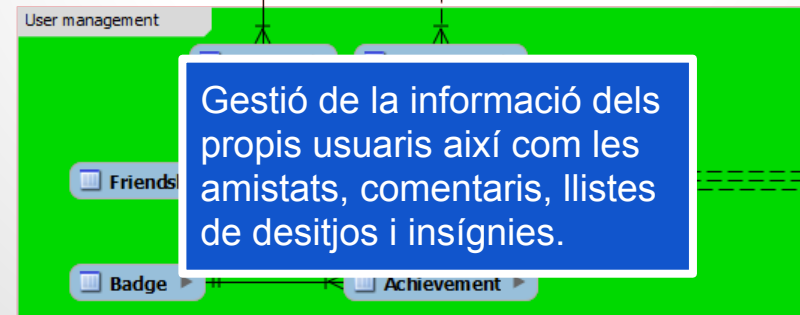 User management
Gestió de la informació dels
propis usuaris així com les
amistats, comentaris, llistes
de desitjos i insígnies.
Badge
Achievement